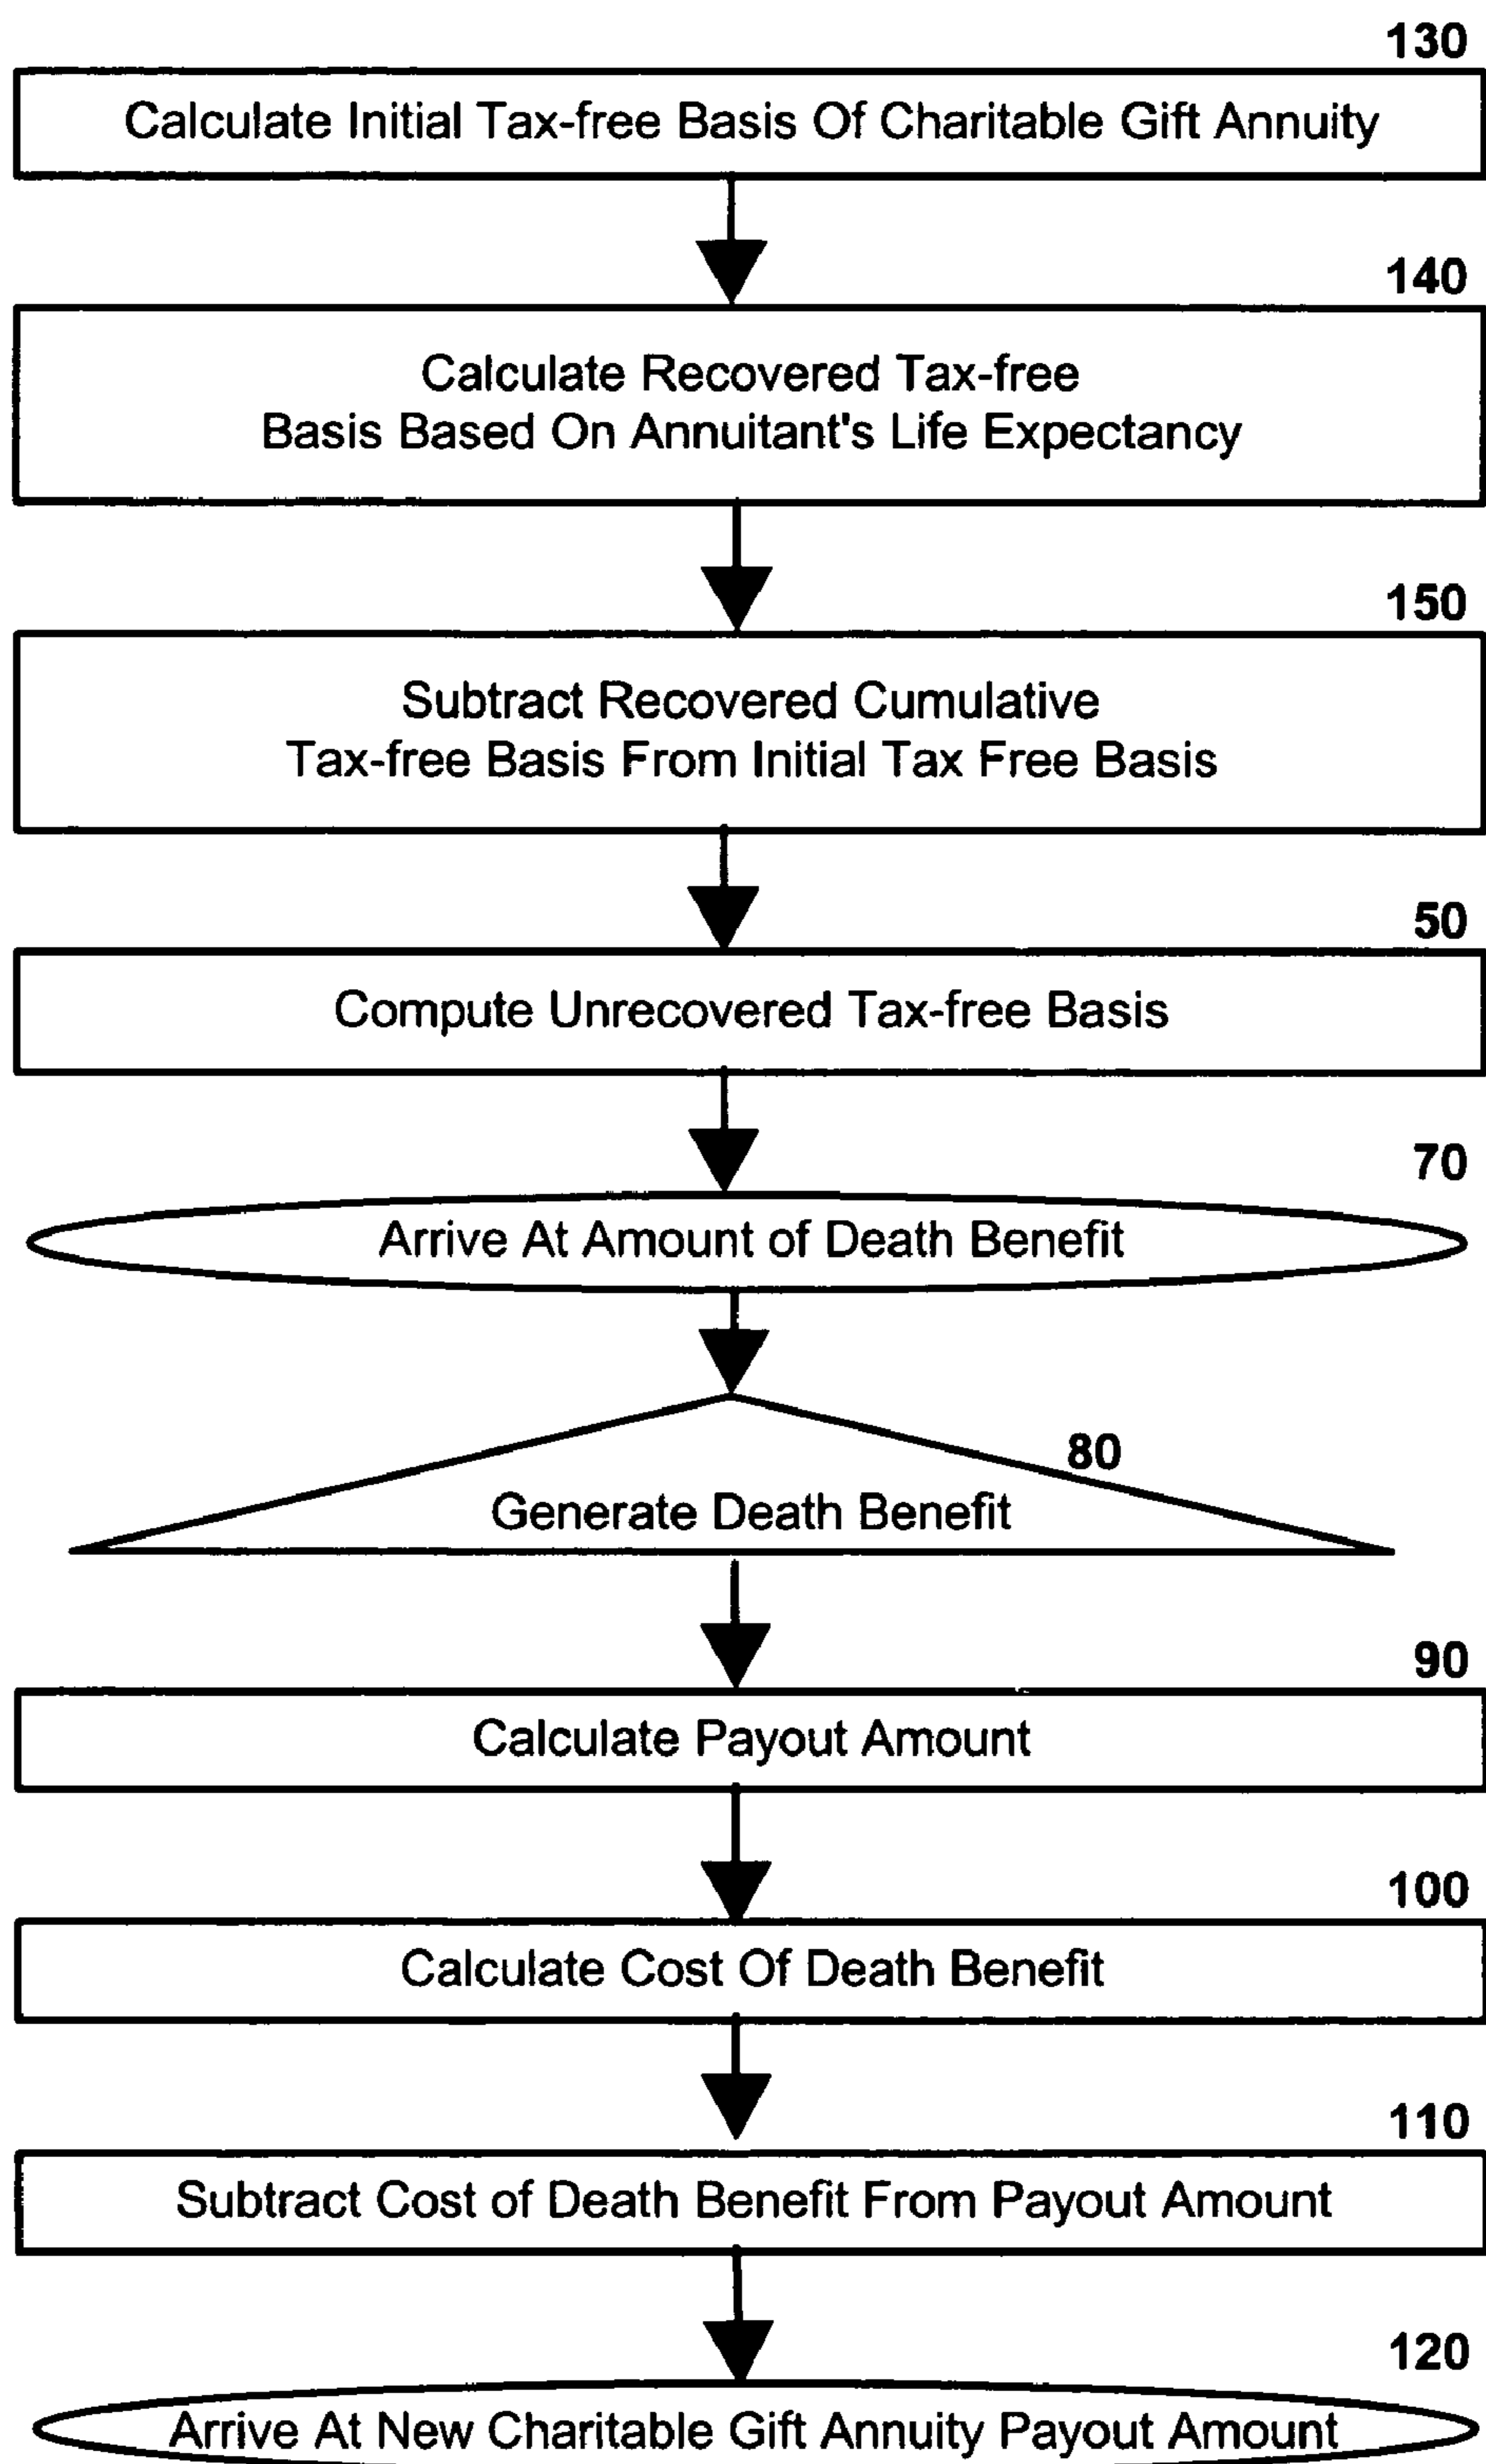 130
Calculate Initial Tax-free Basis Of Charitable Gift Annuity
140
Calculate Recovered Tax-free
Basis Based On Annuitant's Life Expectancy
150
Subtract Recovered Cumulative
Tax-free Basis From Initial Tax Free Basis
50
Compute Unrecovered Tax-free Basis
70
Arrive At Amount of Death Benefit
80
Generate Death Benefit
90
Calculate Payout Amount
100
Calculate Cost Of Death Benefit
110
Subtract Cost of Death Benefit From Payout Amount
120
Arrive At New Charitable Gift Annuity Payout Amount